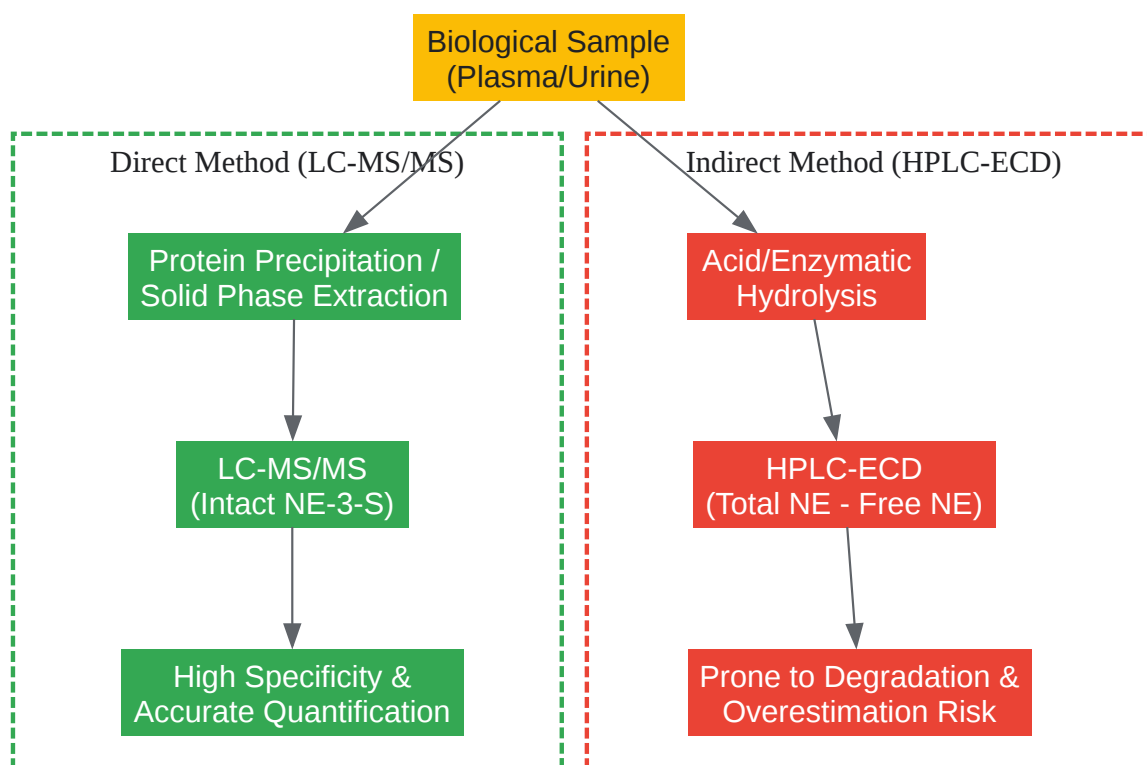 Biological Sample
(Plasma/Urine)
Direct Method (LC-MS/MS)
Protein Precipitation /
Solid Phase Extraction
LC-MS/MS
(Intact NE-3-S)
High Specificity &
Accurate Quantification
Indirect Method (HPLC-ECD)
Acid/Enzymatic
Hydrolysis
HPLC-ECD
(Total NE - Free NE)
Prone to Degradation &
Overestimation Risk